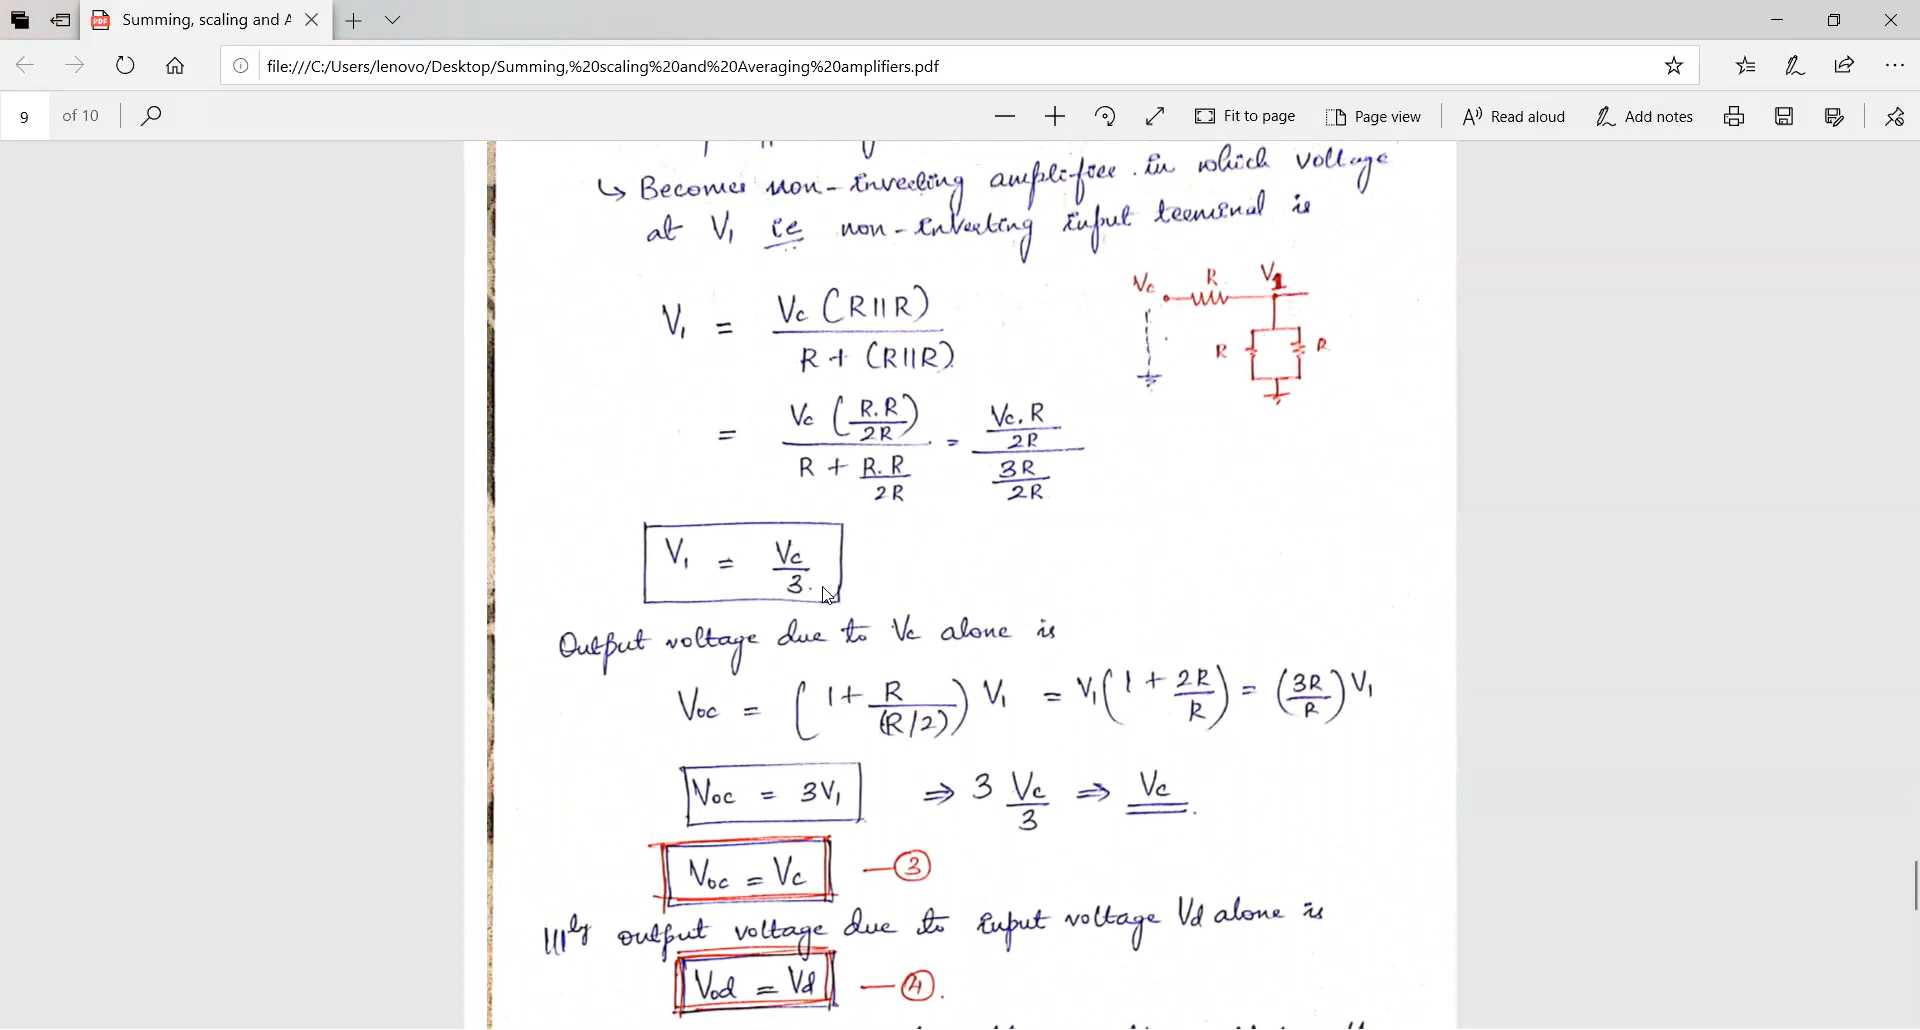 Summing, scaling and A
file:///C:/Users/lenovo/Desktop/Summing,%20scaling%20and%20Averaging%20amplifiers.pdf
9 of 10
Fit to page
Page view
Read aloud
Add notes
↳ Becomes non-inverting amplifier. in which voltage
at V₁ ie non-inverting input terminal is
Vc R V1
R R
V₁ = Vc (R||R) / R + (R||R)
= Vc (R.R/2R) / R + R.R/2R = Vc.R/2R / 3R/2R
V₁ = Vc/3.
Output voltage due to Vc alone is
Voc = (1 + R/(R/2)) V₁ = V₁(1 + 2R/R) = (3R/R) V₁
Voc = 3V₁ ⇒ 3 Vc/3 ⇒ Vc.
Voc = Vc —③
|||ly output voltage due to input voltage Vd alone is
Vod = Vd —④.